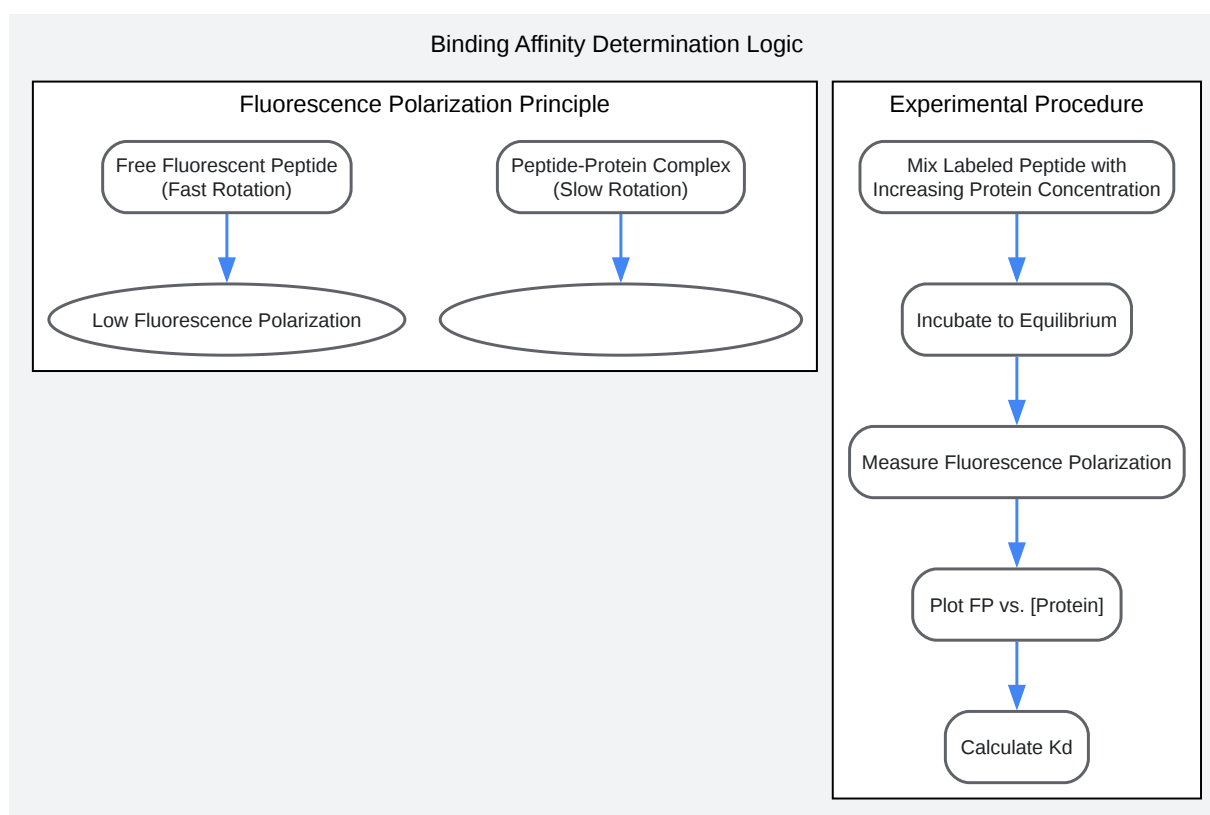 Binding Affinity Determination Logic
Fluorescence Polarization Principle
Free Fluorescent Peptide
(Fast Rotation)
Peptide-Protein Complex
(Slow Rotation)
Low Fluorescence Polarization
Experimental Procedure
Mix Labeled Peptide with
Increasing Protein Concentration
Incubate to Equilibrium
Measure Fluorescence Polarization
Plot FP vs. [Protein]
Calculate Kd